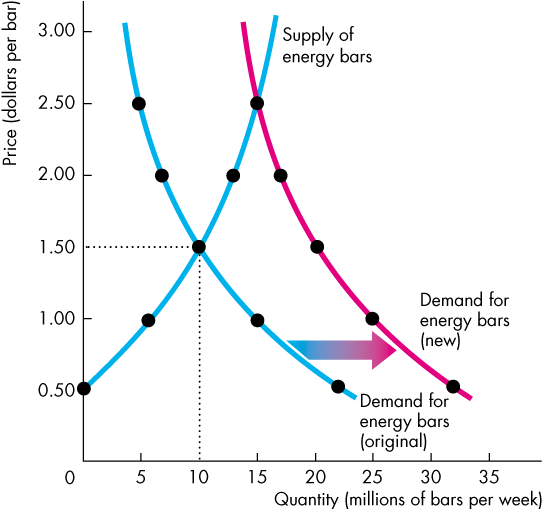 Price (dollars per bar)
3.00
2.50
2.00
1.50
1.00
0.50
0
Supply of
energy bars
Demand for
energy bars
(new)
Demand for
energy bars
(original)
5
10
15
20
25
30
35
Quantity (millions of bars per week)